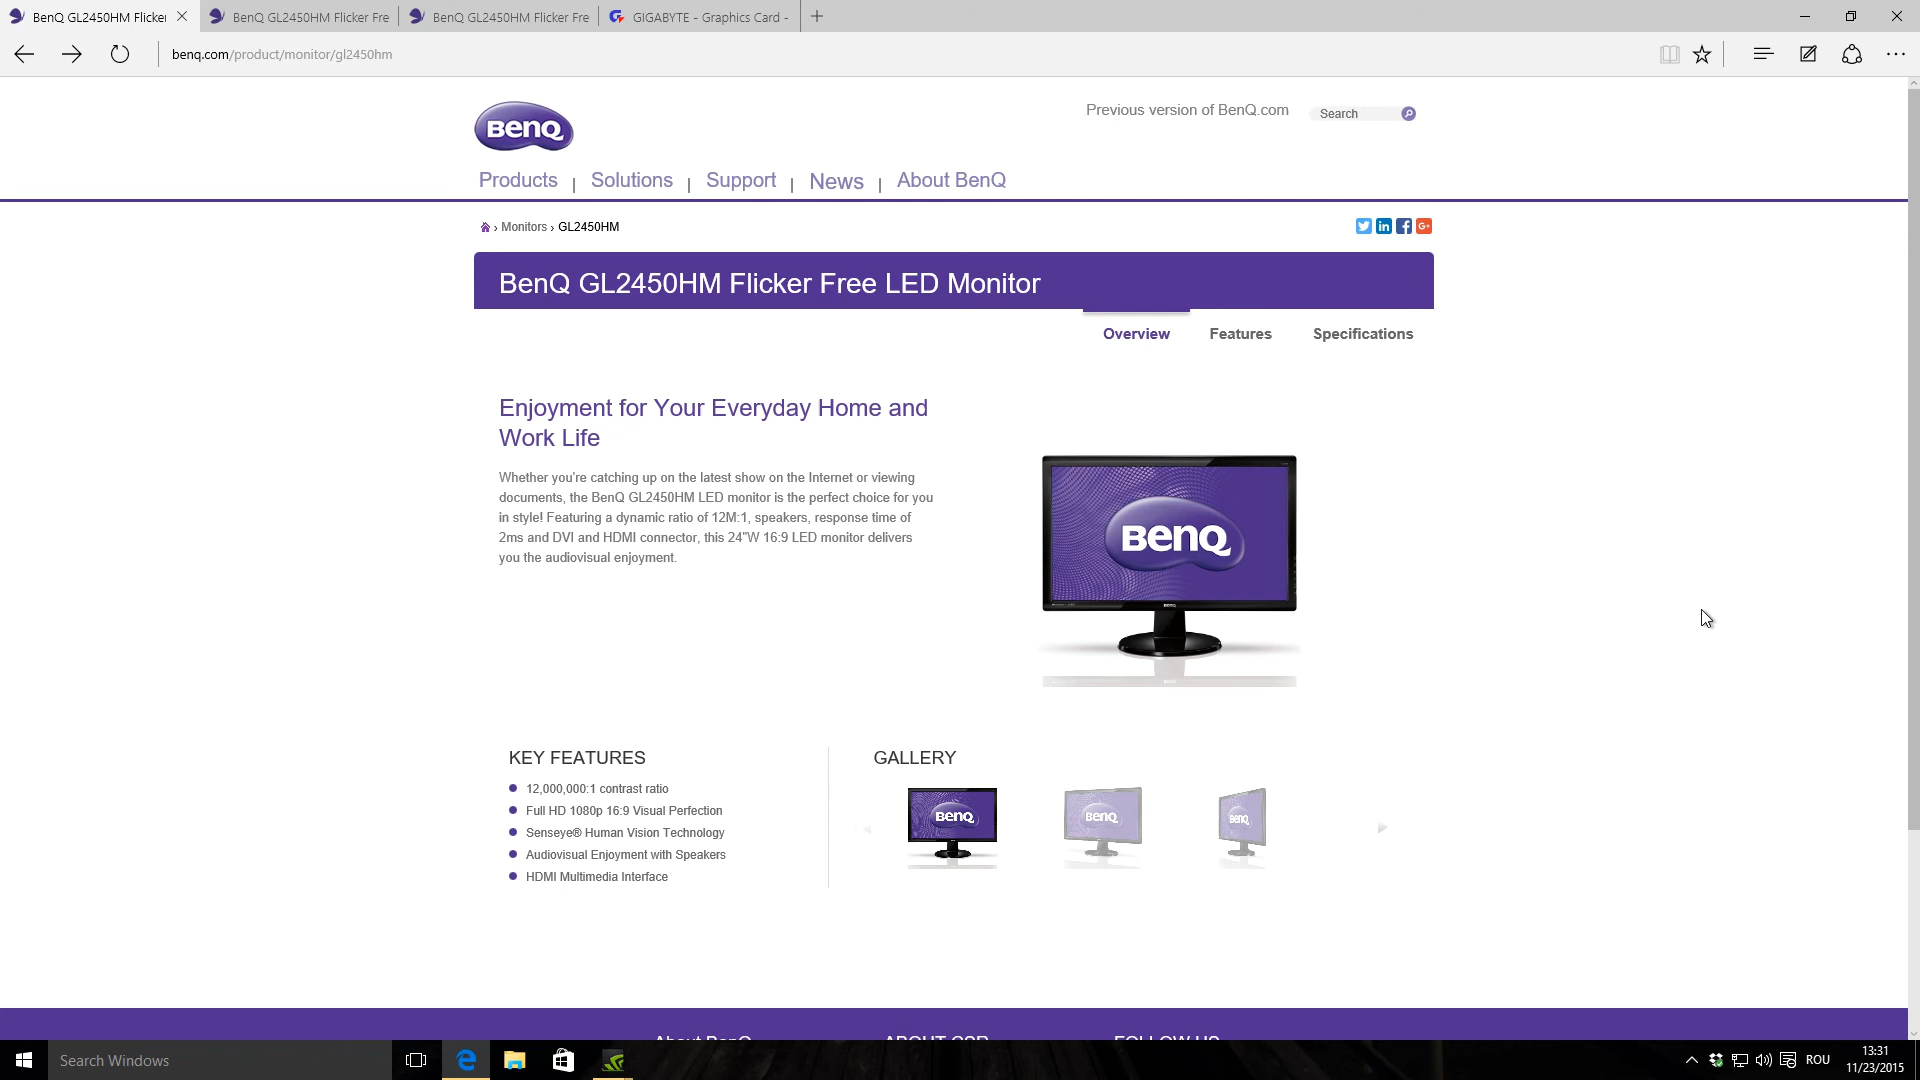 BenQ GL2450HM Flicker
BenQ GL2450HM Flicker Fre
BenQ GL2450HM Flicker Fre
GIGABYTE - Graphics Card -
benq.com/product/monitor/gl2450hm
BenQ
Previous version of BenQ.com
Search
Products | Solutions | Support | News | About BenQ
› Monitors › GL2450HM
BenQ GL2450HM Flicker Free LED Monitor
Overview
Features
Specifications
Enjoyment for Your Everyday Home and
Work Life
Whether you're catching up on the latest show on the Internet or viewing
documents, the BenQ GL2450HM LED monitor is the perfect choice for you
in style! Featuring a dynamic ratio of 12M:1, speakers, response time of
2ms and DVI and HDMI connector, this 24"W 16:9 LED monitor delivers
you the audiovisual enjoyment.
BenQ
BenQ
KEY FEATURES
12,000,000:1 contrast ratio
Full HD 1080p 16:9 Visual Perfection
Senseye® Human Vision Technology
Audiovisual Enjoyment with Speakers
HDMI Multimedia Interface
GALLERY
BenQ
BenQ
BenQ
About BenQ
ABOUT CSR
FOLLOW US
Search Windows
ROU
13:31
11/23/2015